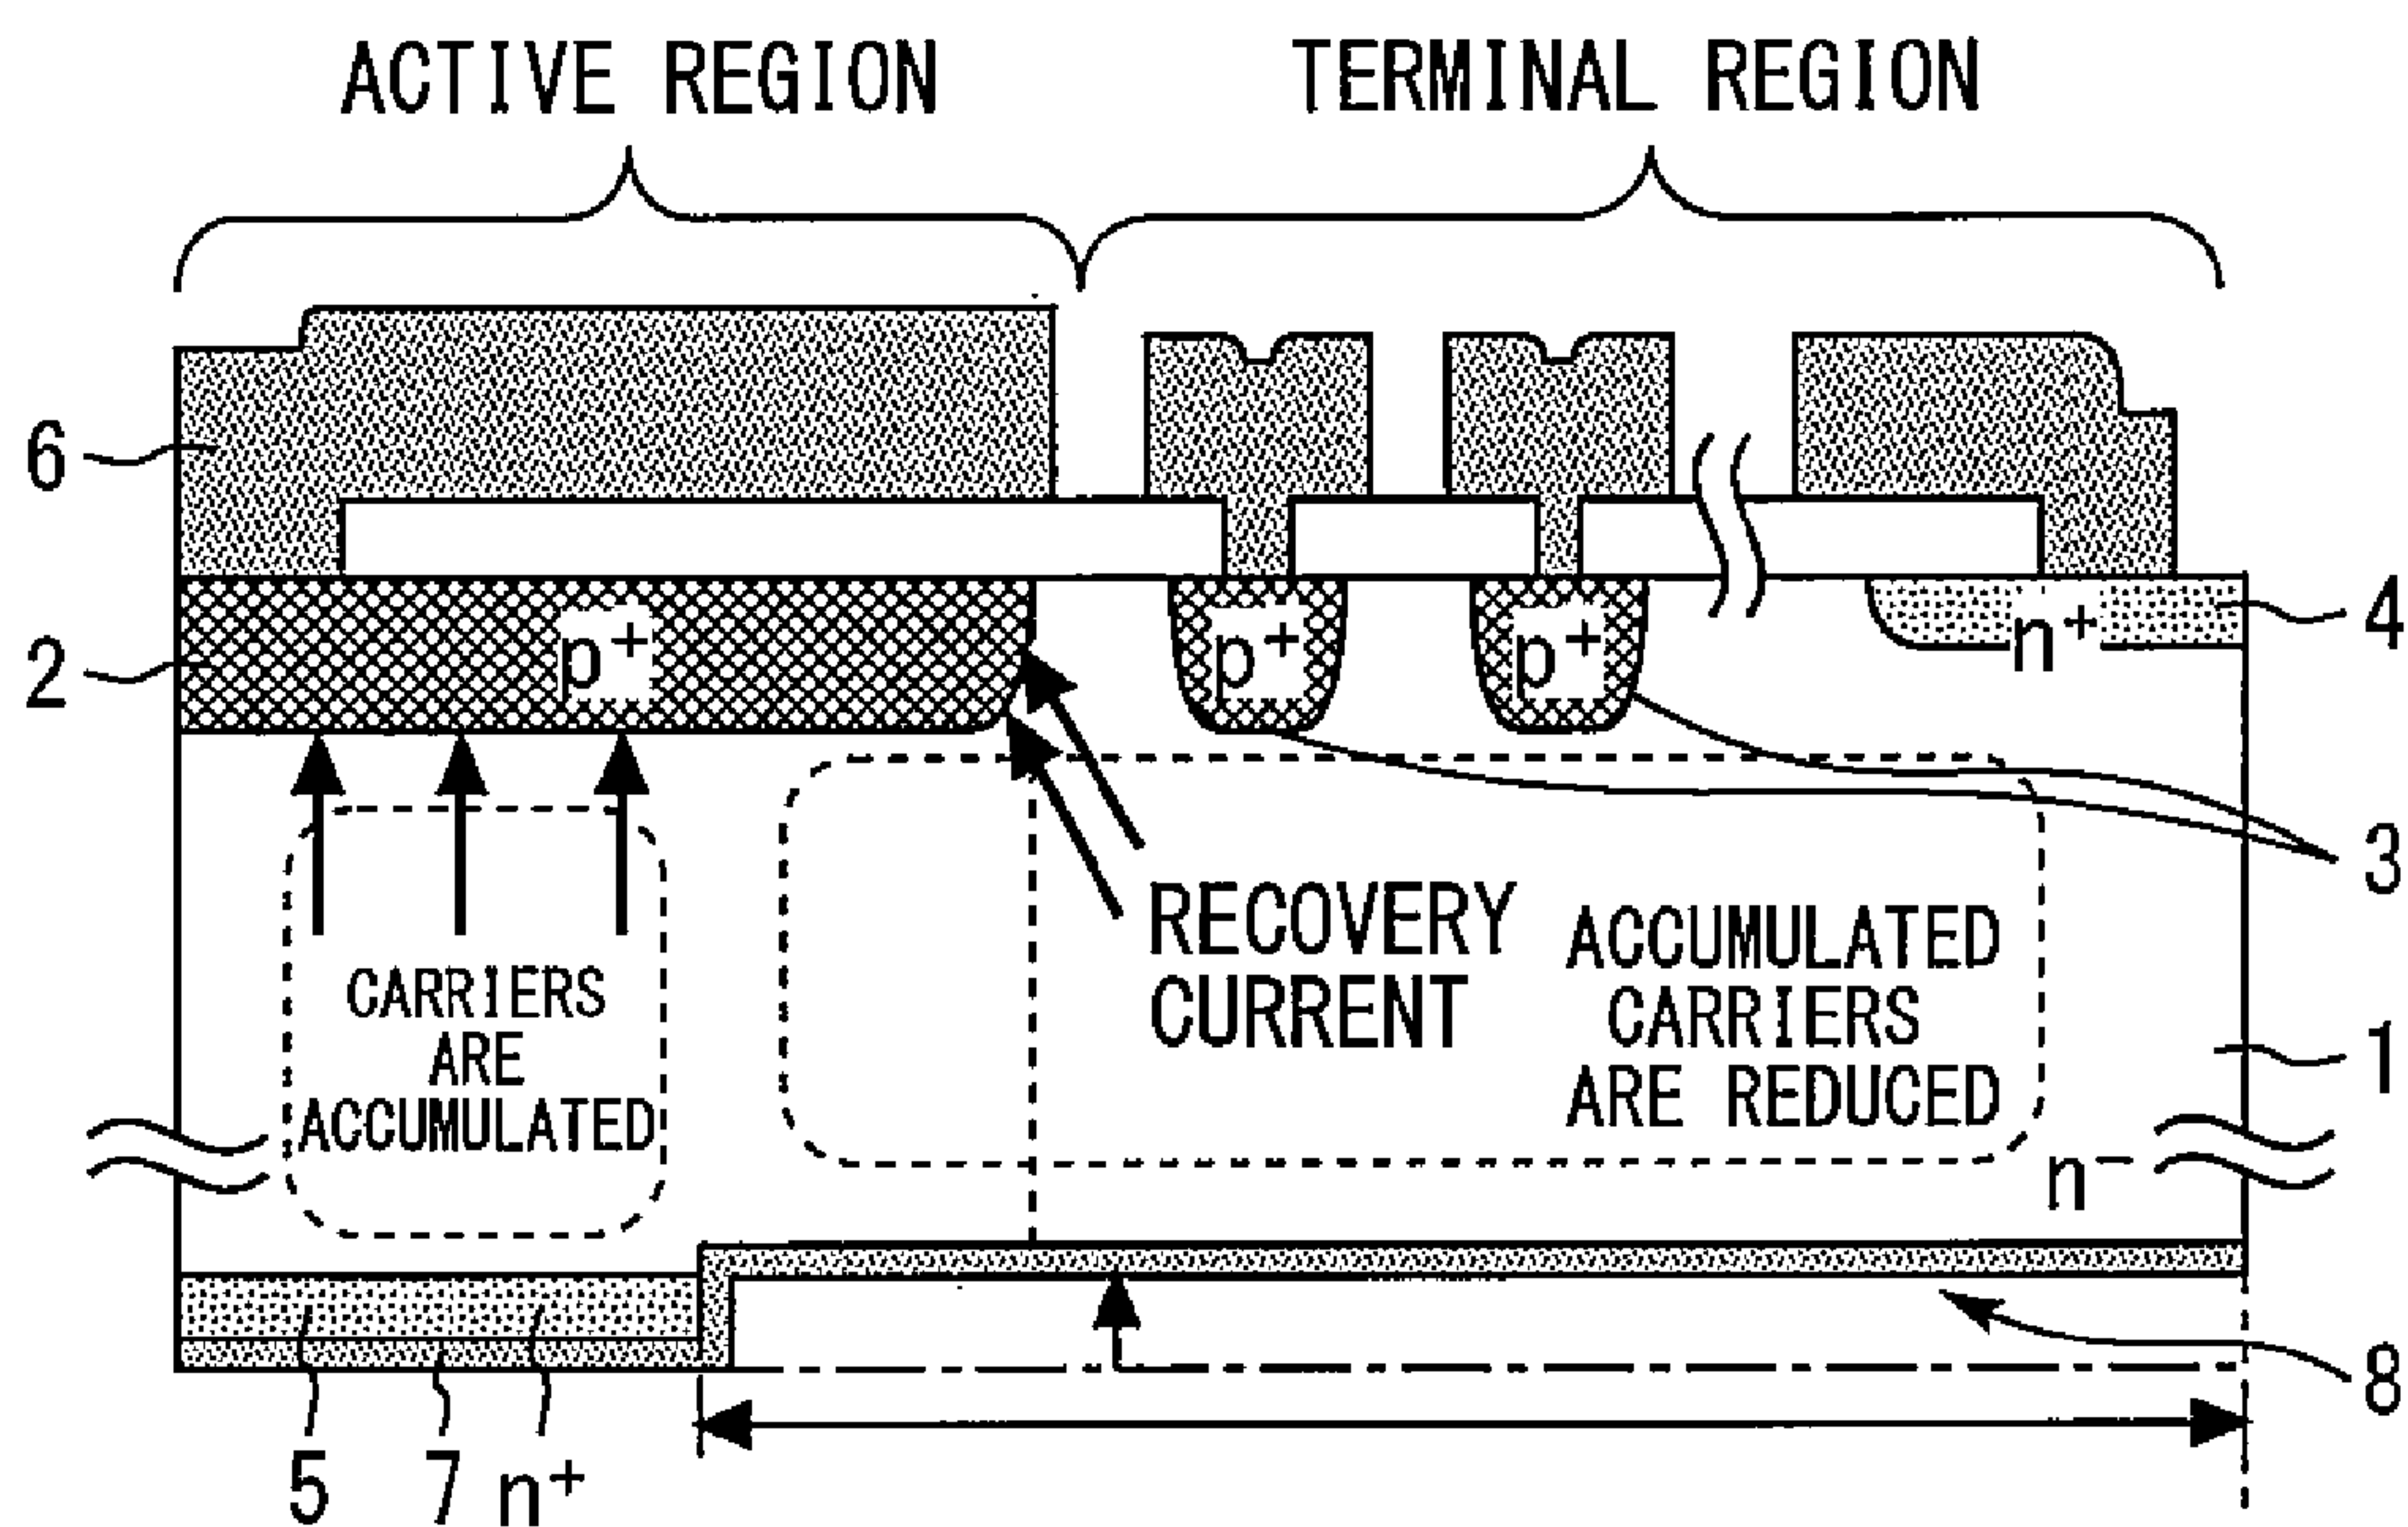 ACTIVE REGION
TERMINAL REGION
6
2
p+
p+
p+
n+
4
3
RECOVERY
CURRENT
ACCUMULATED
CARRIERS
ARE REDUCED
CARRIERS
ARE
ACCUMULATED
1
n−
8
5
7
n+